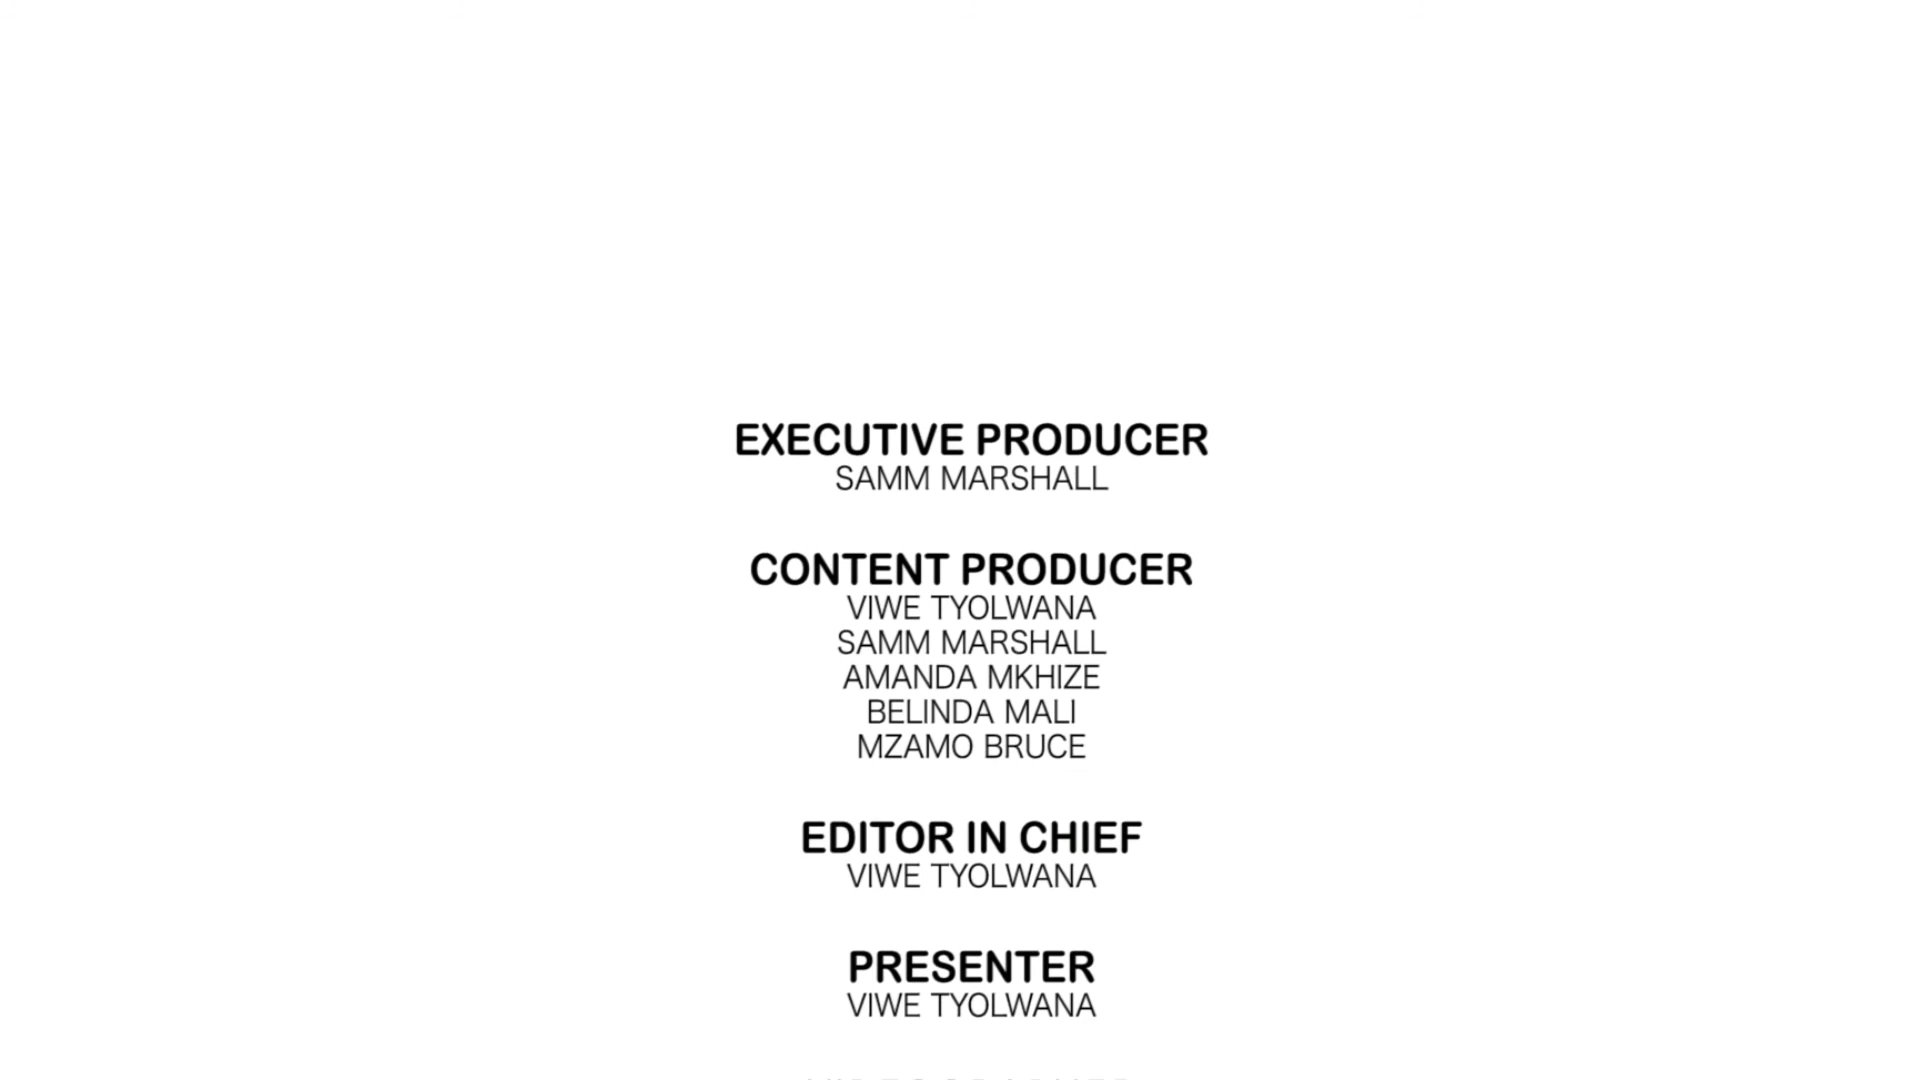 EXECUTIVE PRODUCER
SAMM MARSHALL
CONTENT PRODUCER
VIWE TYOLWANA
SAMM MARSHALL
AMANDA MKHIZE
BELINDA MALI
MZAMO BRUCE
EDITOR IN CHIEF
VIWE TYOLWANA
PRESENTER
VIWE TYOLWANA